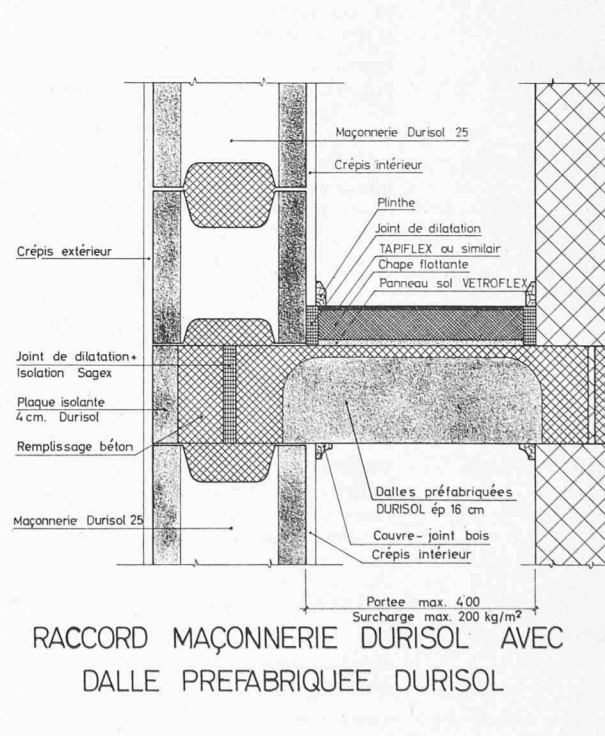 Maçonnerie Durisol 25
Crépis intérieur
Plinthe
Joint de dilatation
TAPIFLEX ou similair
Chape flottante
Panneau sol VETROFLEX
Crépis extérieur
Joint de dilatation+
Isolation Sagex
Plaque isolante
4 cm. Durisol
Remplissage béton
Maçonnerie Durisol 25
Dalles préfabriquées
DURISOL ép 16 cm
Couvre-joint bois
Crépis intérieur
Portee max. 4.00
Surcharge max. 200 kg/m²
RACCORD MAÇONNERIE DURISOL AVEC
DALLE PREFABRIQUEE DURISOL